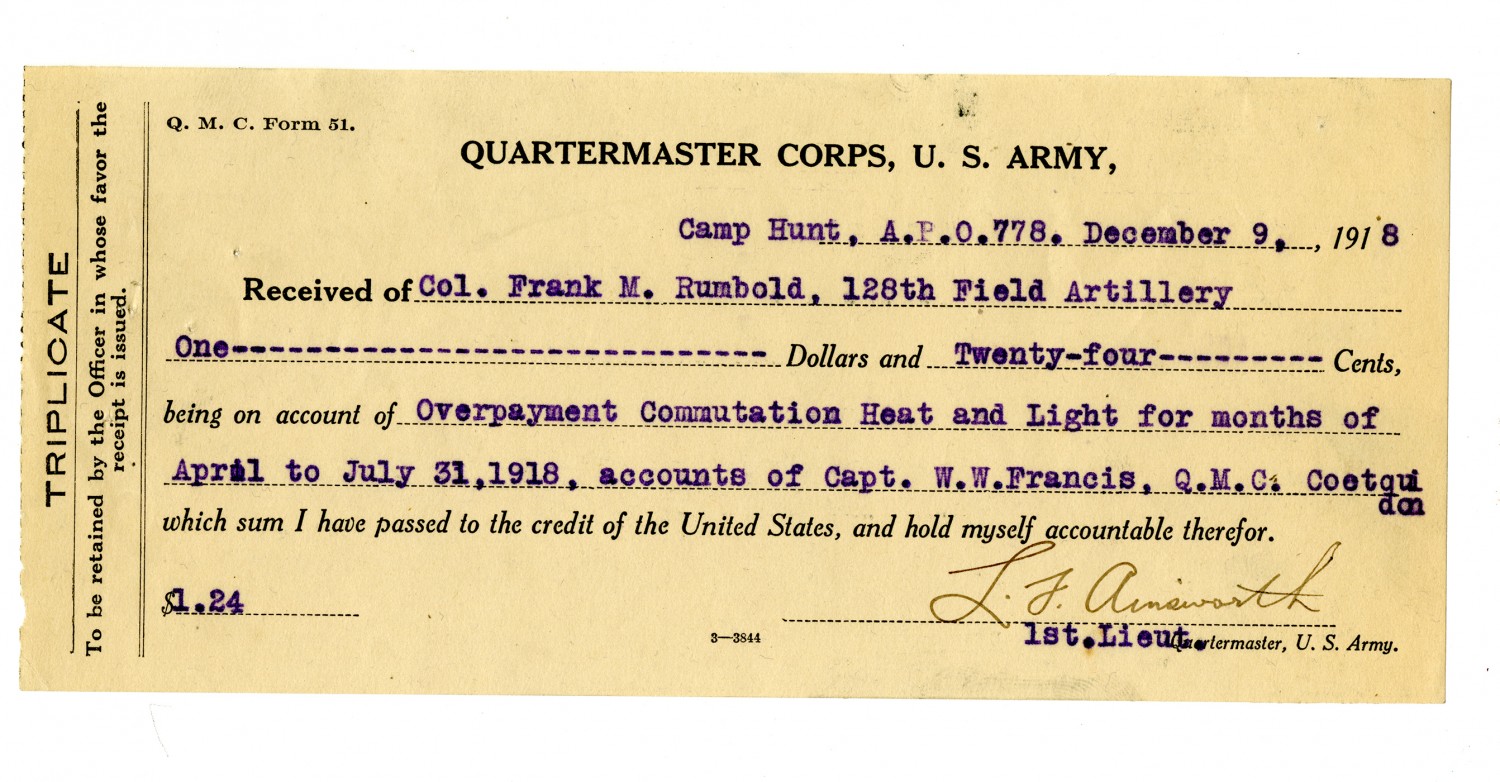 TRIPLICATE
To be retained by the Officer in whose favor the
receipt is issued.
Q. M. C. Form 51.
QUARTERMASTER CORPS, U. S. ARMY,
Camp Hunt, A.P.O.778. December 9, , 1918
Received of Col. Frank M. Rumbold, 128th Field Artillery
One------------------------------ Dollars and Twenty-four--------- Cents,
being on account of Overpayment Commutation Heat and Light for months of
April to July 31,1918, accounts of Capt. W.W.Francis, Q.M.C. Coetqui
don
which sum I have passed to the credit of the United States, and hold myself accountable therefor.
$1.24
L. F. Ainsworth
3—3844
1st.Lieut. Quartermaster, U. S. Army.